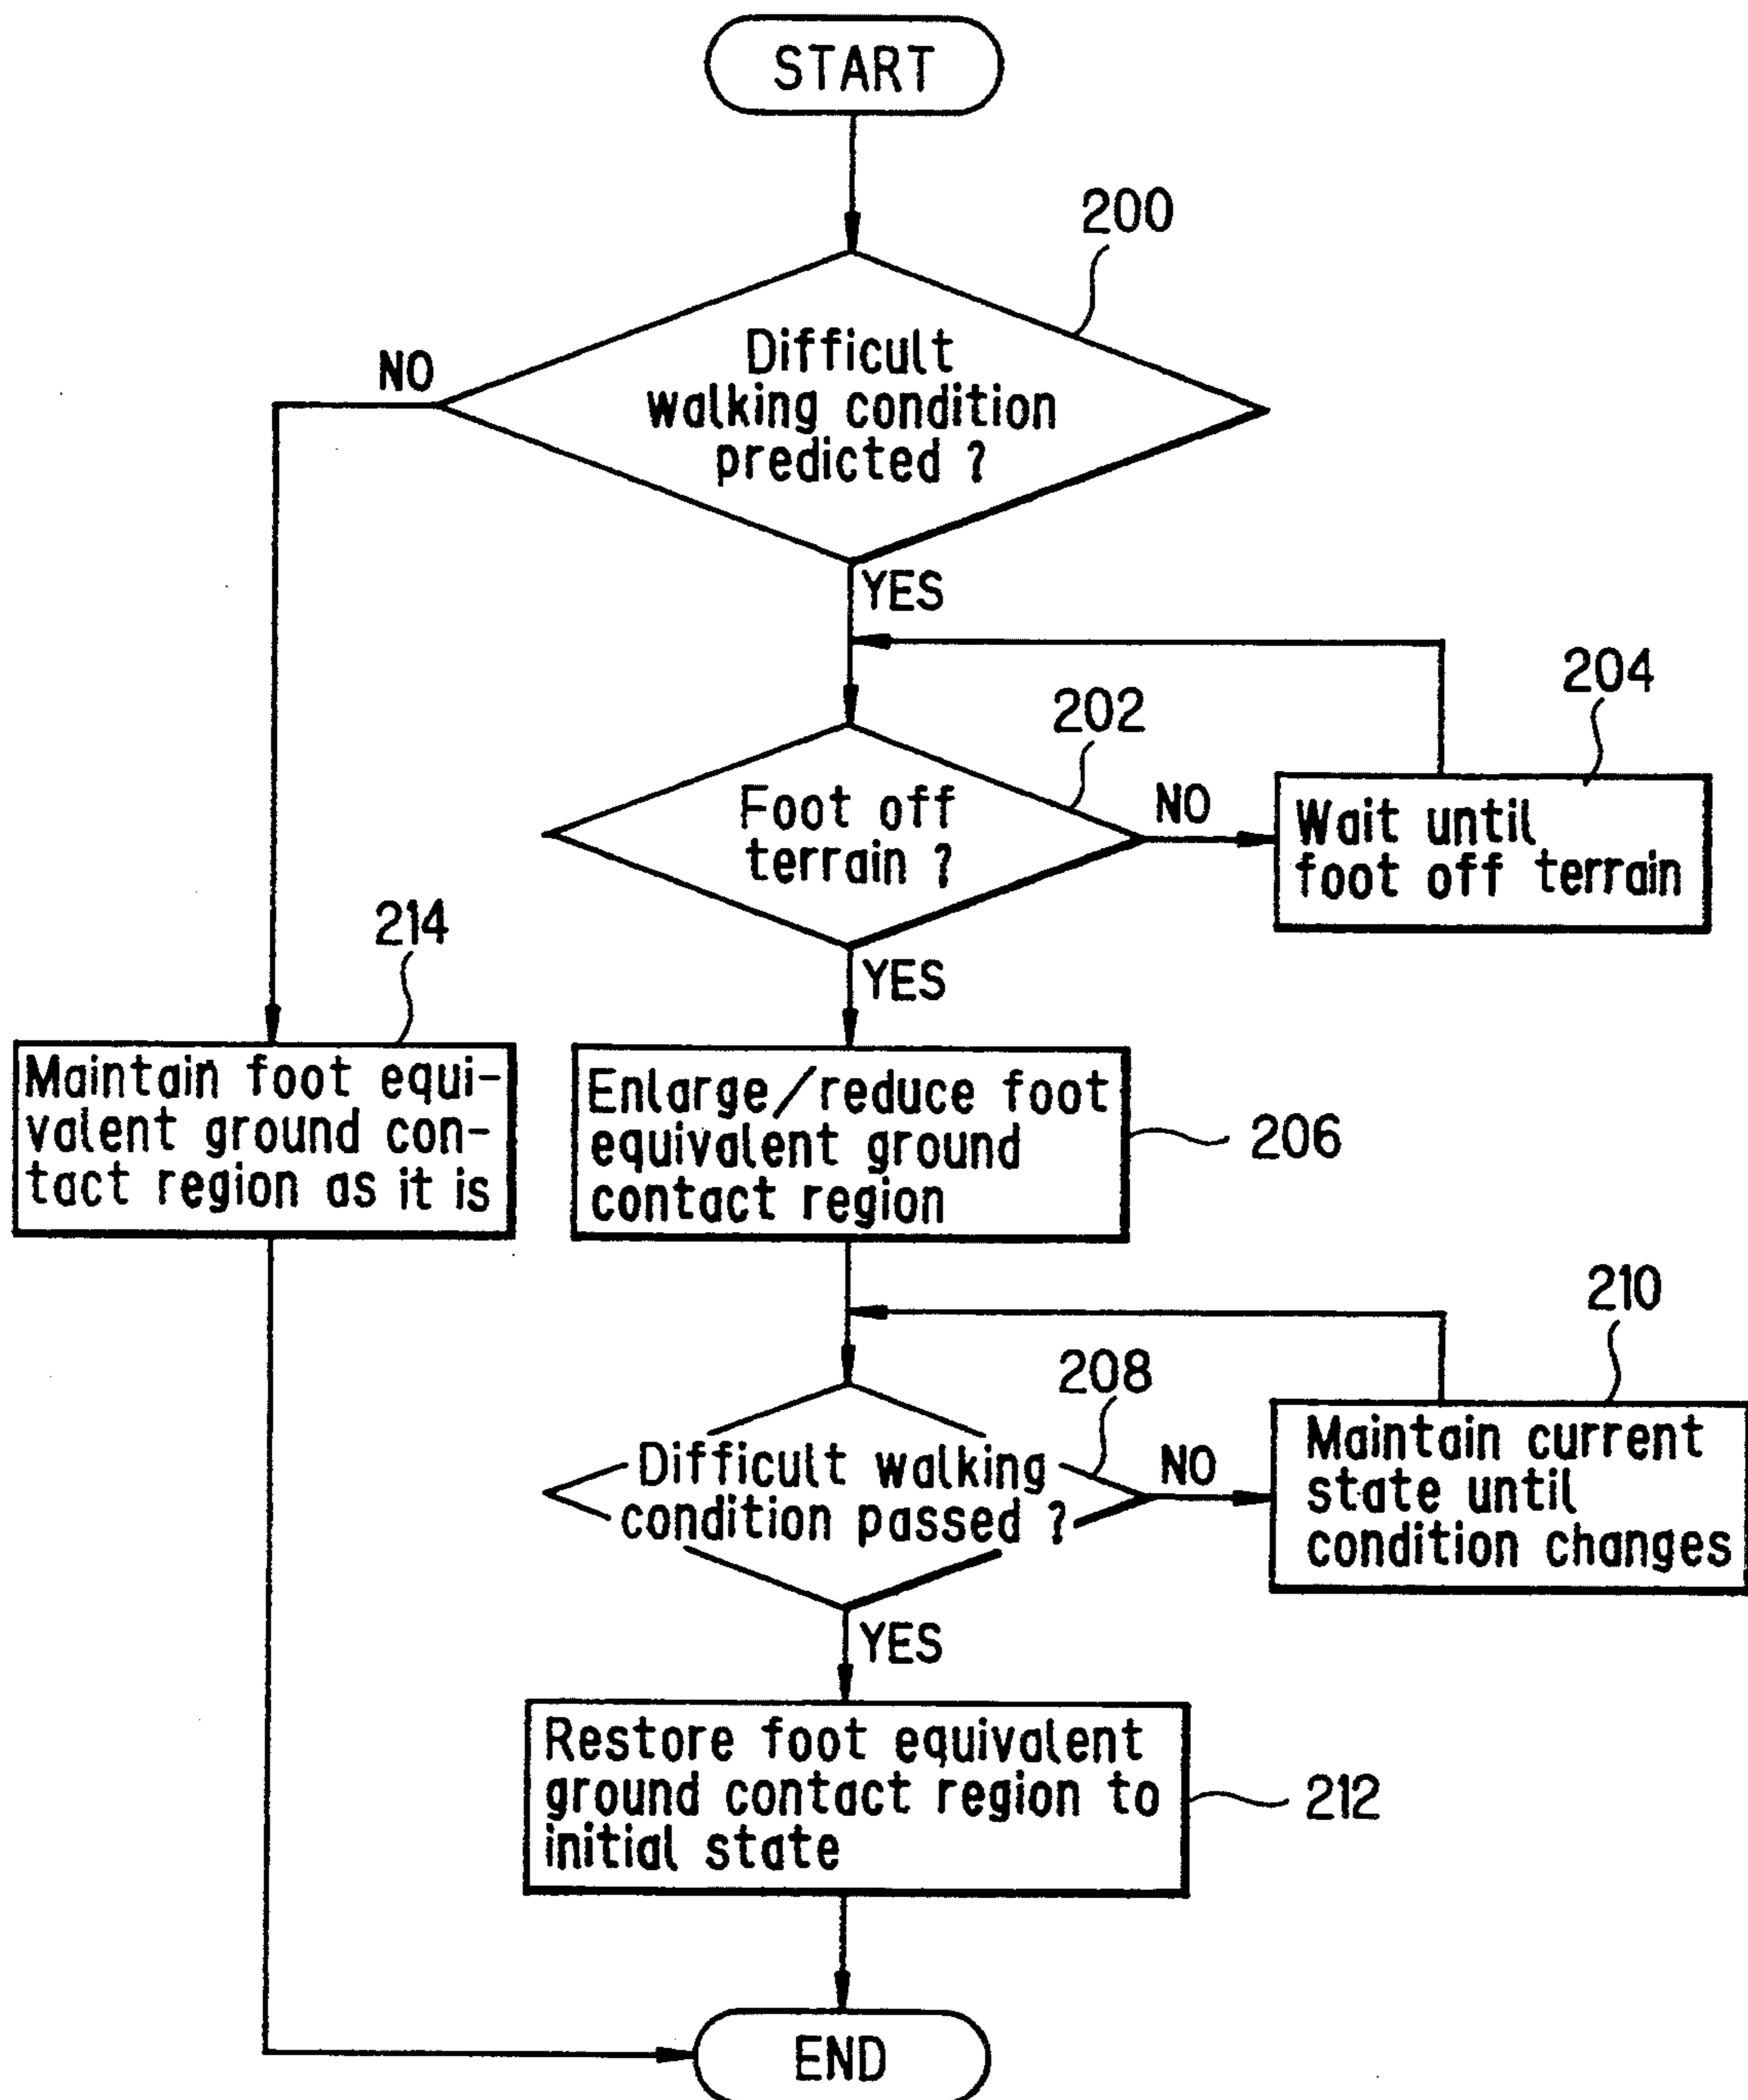 START
200
Difficult
walking condition
predicted ?
NO
YES
204
202
Foot off
terrain ?
NO
Wait until
foot off terrain
YES
214
Maintain foot equi-
valent ground con-
tact region as it is
Enlarge/reduce foot
equivalent ground
contact region
206
210
208
Difficult walking
condition passed ?
NO
Maintain current
state until
condition changes
YES
Restore foot equivalent
ground contact region to
initial state
212
END